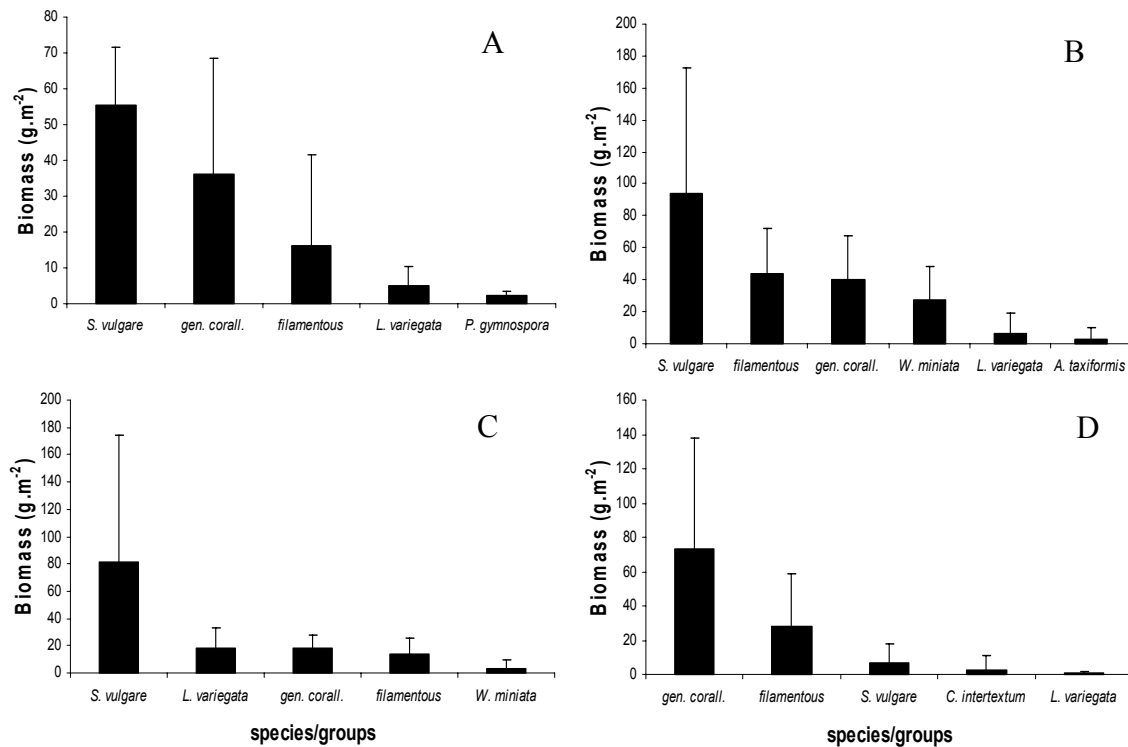 A
Biomass (g.m-2)
80
70
60
50
40
30
20
10
0
S. vulgare gen. corall. filamentous L. variegata P. gymnospora
B
Biomass (g.m-2)
200
180
160
140
120
100
80
60
40
20
0
S. vulgare filamentous gen. corall. W. miniata L. variegata A. taxiformis
C
Biomass (g.m-2)
200
180
160
140
120
100
80
60
40
20
0
S. vulgare L. variegata gen. corall. filamentous W. miniata
species/groups
D
Biomass (g.m-2)
160
140
120
100
80
60
40
20
0
gen. corall. filamentous S. vulgare C. intertextum L. variegata
species/groups